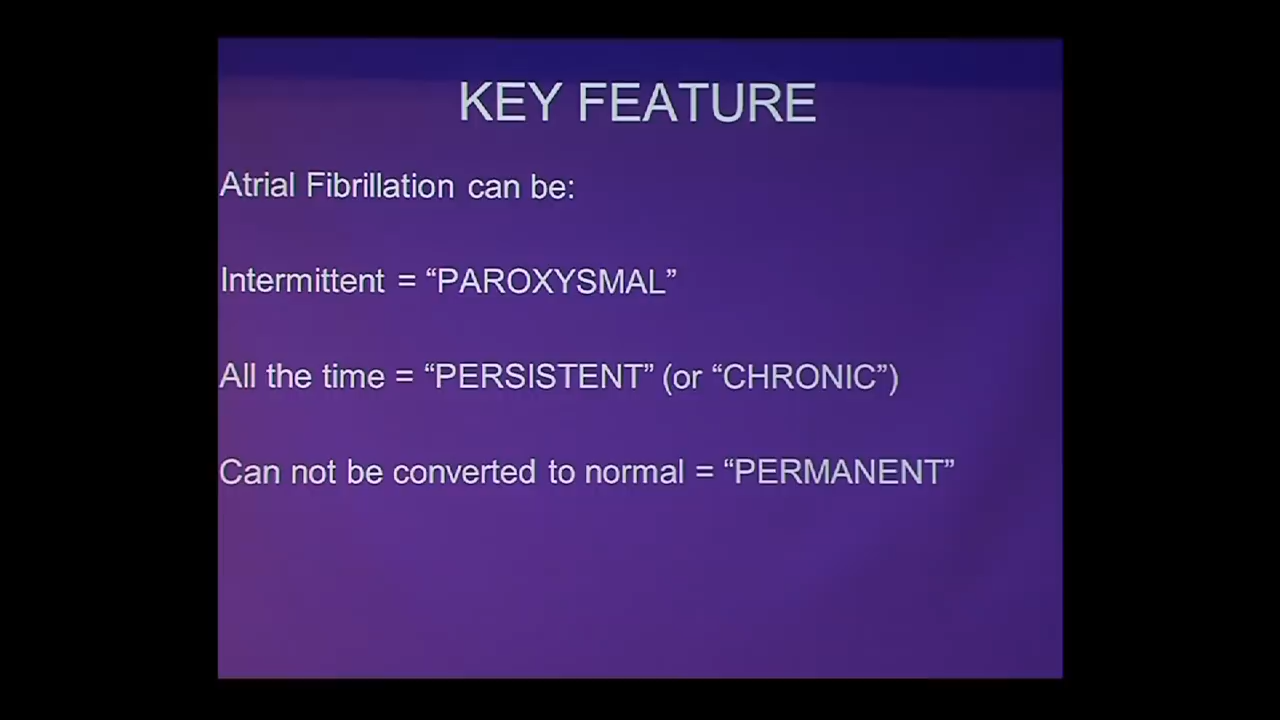 KEY FEATURE
Atrial Fibrillation can be:
Intermittent = “PAROXYSMAL”
All the time = “PERSISTENT” (or “CHRONIC”)
Can not be converted to normal = “PERMANENT”